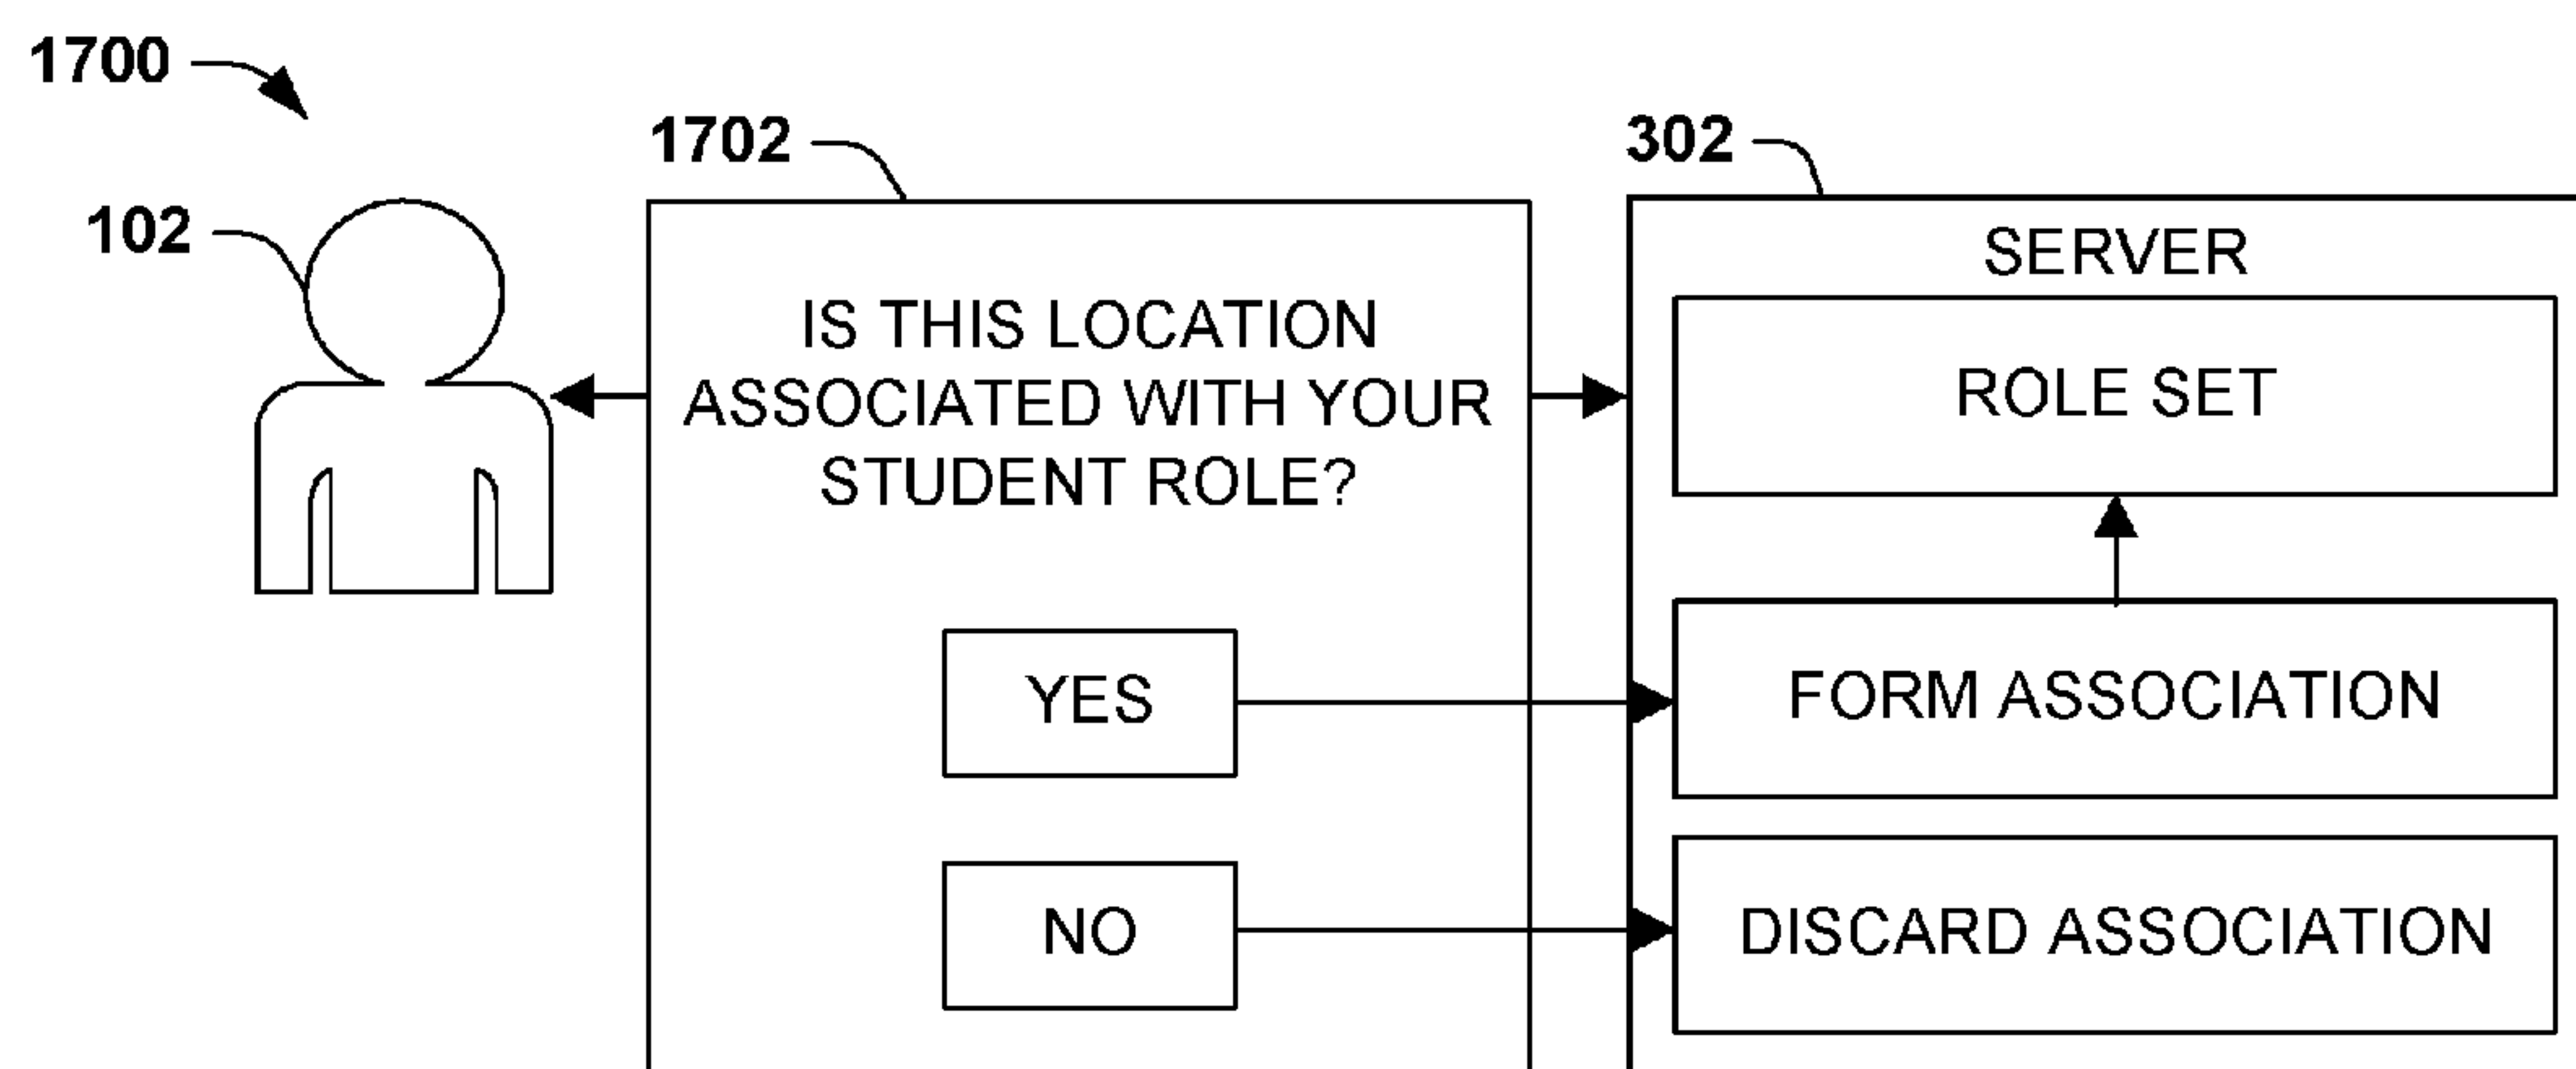 1700
1702
302
102
SERVER
IS THIS LOCATION
ASSOCIATED WITH YOUR
STUDENT ROLE?
ROLE SET
YES
FORM ASSOCIATION
NO
DISCARD ASSOCIATION